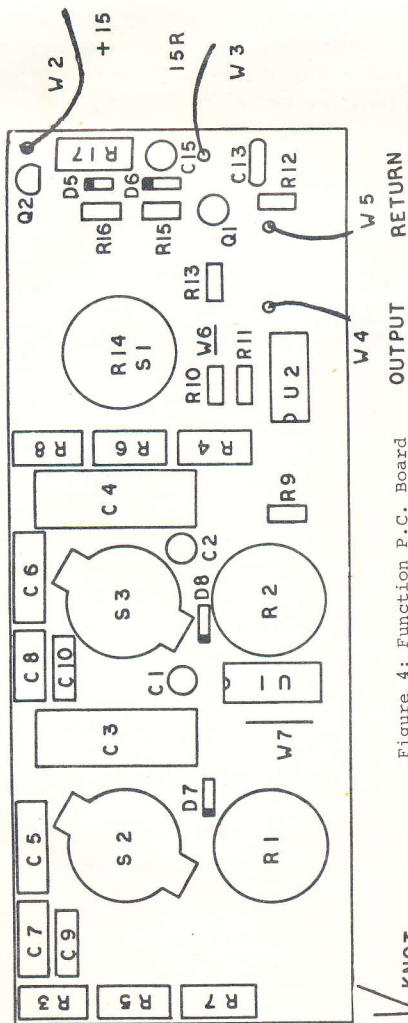 W2
+15
Q2
R17
D5
R16
D6
R15
C15
15R
W3
Q1
C13
R12
R13
R14
S1
W6
R10
R11
U2
W4
W5
OUTPUT
RETURN
R8
R6
R4
C4
R9
C6
C8
C10
S3
C2
D8
R2
C1
U1
C3
W7
C5
C7
C9
S2
D7
R1
R3
R5
R7
KNOT
Figure 4: Function P.C. Board